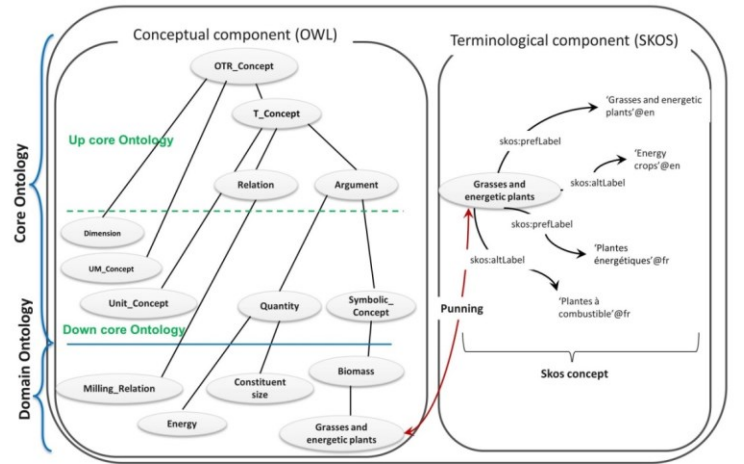 Conceptual component (OWL)
Terminological component (SKOS)
Core Ontology
Domain Ontology
OTR_Concept
T_Concept
Up core Ontology
Relation
Argument
Dimension
UM_Concept
Unit_Concept
Quantity
Symbolic_
Concept
Down core Ontology
Milling_Relation
Constituent
size
Biomass
Energy
Grasses and
energetic plants
Punning
'Grasses and energetic
plants'@en
skos:prefLabel
'Energy
crops'@en
skos:altLabel
Grasses and
energetic plants
skos:prefLabel
'Plantes
énergétiques'@fr
skos:altLabel
'Plantes à
combustible'@fr
Skos concept